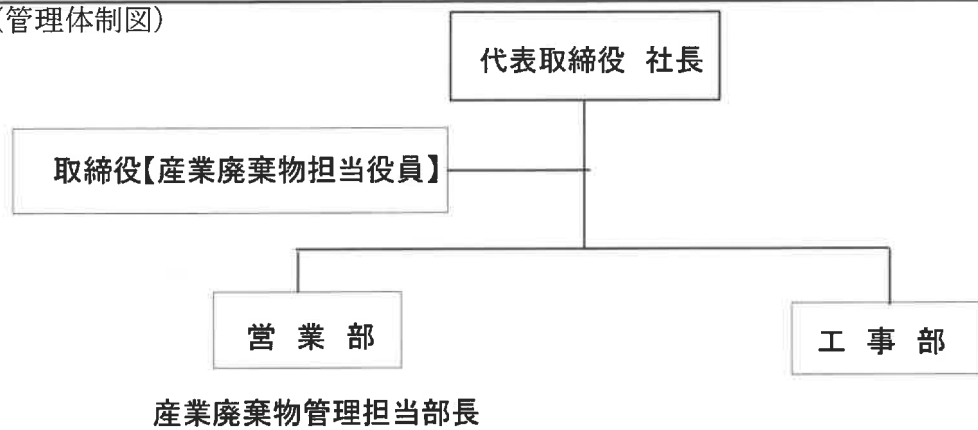 (管理体制図)
代表取締役 社長
取締役【産業廃棄物担当役員】
営 業 部
工 事 部
産業廃棄物管理担当部長